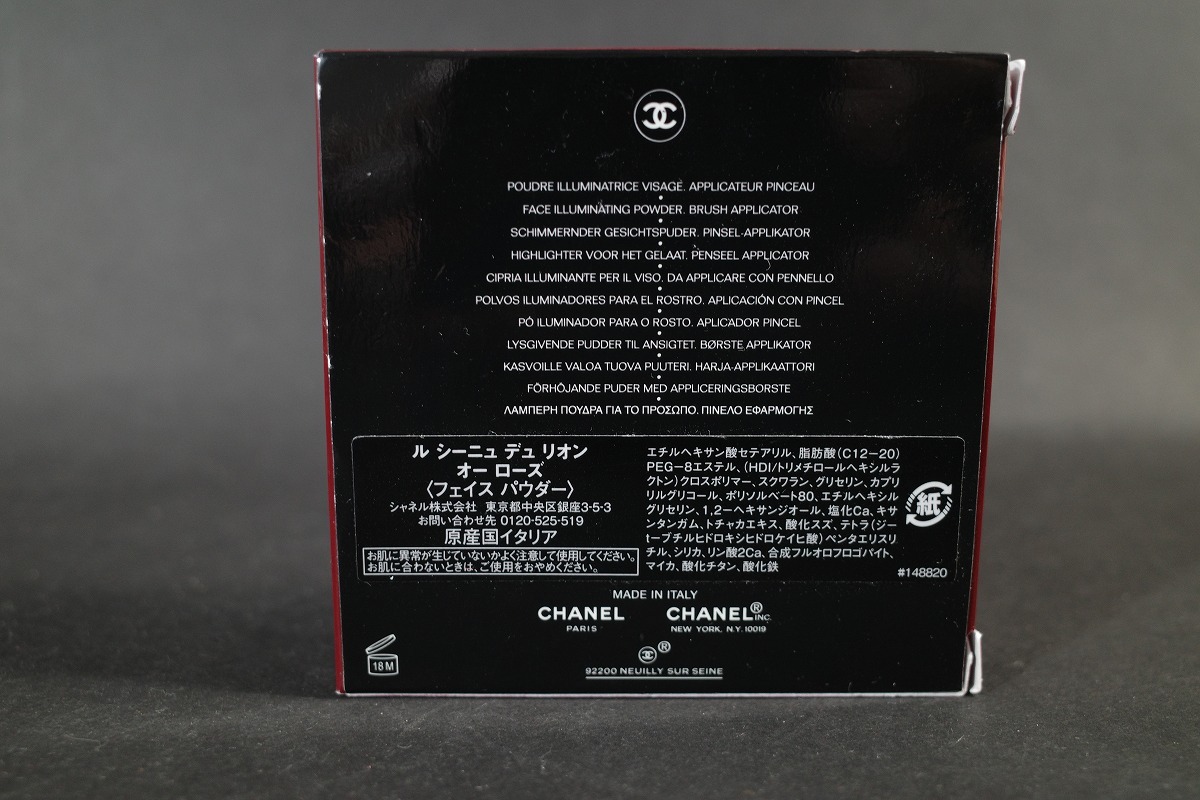 POUDRE ILLUMINATRICE VISAGE. APPLICATEUR PINCEAU
FACE ILLUMINATING POWDER. BRUSH APPLICATOR
SCHIMMERNDER GESICHTSPUDER. PINSEL-APPLIKATOR
HIGHLIGHTER VOOR HET GELAAT. PENSEEL APPLICATOR
CIPRIA ILLUMINANTE PER IL VISO. DA APPLICARE CON PENNELLO
POLVOS ILUMINADORES PARA EL ROSTRO. APLICACIÓN CON PINCEL
PÓ ILUMINADOR PARA O ROSTO. APLICADOR PINCEL
LYSGIVENDE PUDDER TIL ANSIGTET. BØRSTE APPLIKATOR
KASVOILLE VALOA TUOVA PUUTERI. HARJA-APPLIKAATTORI
FÖRHÖJANDE PUDER MED APPLICERINGSBORSTE
ΛΑΜΠΕΡΗ ΠΟΥΔΡΑ ΓΙΑ ΤΟ ΠΡΟΣΩΠΟ. ΠΙΝΕΛΟ ΕΦΑΡΜΟΓΗΣ
ル シーニュ デュ リオン
オー ローズ
〈フェイス パウダー〉
シャネル株式会社 東京都中央区銀座3-5-3
お問い合わせ先 0120-525-519
原産国イタリア
お肌に異常が生じていないかよく注意して使用してください。
お肌に合わないときは、ご使用をおやめください。
エチルヘキサン酸セテアリル、脂肪酸(C12-20)
PEG-8エステル、(HDI/トリメチロールヘキシルラ
クトン)クロスポリマー、スクワラン、グリセリン、カプリ
リルグリコール、ポリソルベート80、エチルヘキシル
グリセリン、1,2-ヘキサンジオール、塩化Ca、キサ
ンタンガム、トチャカエキス、酸化スズ、テトラ(ジー
t-ブチルヒドロキシヒドロケイヒ酸)ペンタエリスリ
チル、シリカ、リン酸2Ca、合成フルオロフロゴパイト、
マイカ、酸化チタン、酸化鉄
紙
#148820
MADE IN ITALY
CHANEL
PARIS
CHANEL® INC.
NEW YORK, N.Y. 10019
®
92200 NEUILLY SUR SEINE
18 M